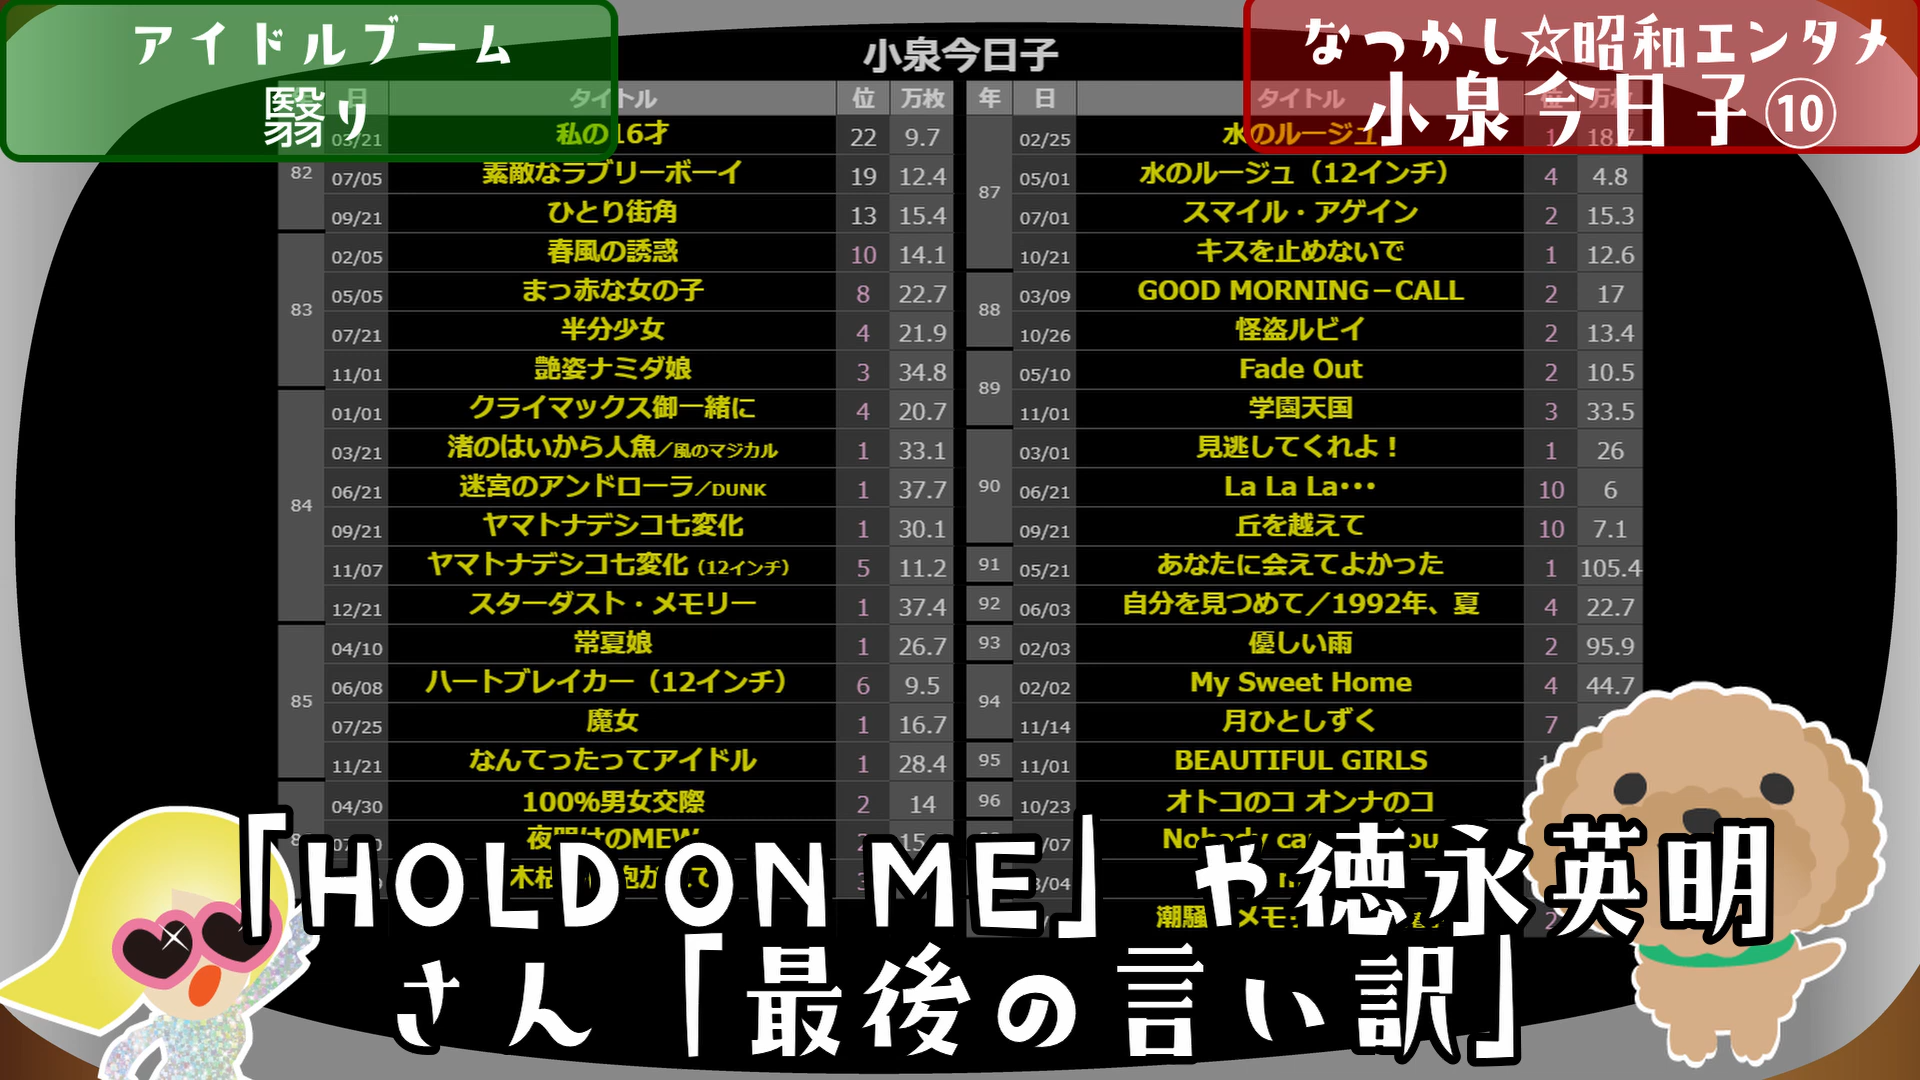 アイドルブーム
翳り
小泉今日子
なつかし☆昭和エンタメ
小泉今日子⑩
日 タイトル 位 万枚
03/21 私の16才 22 9.7
82
07/05 素敵なラブリーボーイ 19 12.4
09/21 ひとり街角 13 15.4
83
02/05 春風の誘惑 10 14.1
05/05 まっ赤な女の子 8 22.7
07/21 半分少女 4 21.9
11/01 艶姿ナミダ娘 3 34.8
84
01/01 クライマックス御一緒に 4 20.7
03/21 渚のはいから人魚／風のマジカル 1 33.1
06/21 迷宮のアンドローラ／DUNK 1 37.7
09/21 ヤマトナデシコ七変化 1 30.1
11/07 ヤマトナデシコ七変化（12インチ） 5 11.2
12/21 スターダスト・メモリー 1 37.4
85
04/10 常夏娘 1 26.7
06/08 ハートブレイカー（12インチ） 6 9.5
07/25 魔女 1 16.7
11/21 なんてったってアイドル 1 28.4
04/30 100%男女交際 2 14
夜明けのMEW
年 日 タイトル 位 万枚
87
02/25 水のルージュ 1
05/01 水のルージュ（12インチ） 4 4.8
07/01 スマイル・アゲイン 2 15.3
10/21 キスを止めないで 1 12.6
88
03/09 GOOD MORNING－CALL 2 17
10/26 怪盗ルビイ 2 13.4
89
05/10 Fade Out 2 10.5
11/01 学園天国 3 33.5
90
03/01 見逃してくれよ！ 1 26
06/21 La La La･･･ 10 6
09/21 丘を越えて 10 7.1
91 05/21 あなたに会えてよかった 1 105.4
92 06/03 自分を見つめて／1992年、夏 4 22.7
93 02/03 優しい雨 2 95.9
94
02/02 My Sweet Home 4 44.7
11/14 月ひとしずく 7
95 11/01 BEAUTIFUL GIRLS
96 10/23 オトコのコ オンナのコ
「HOLD ON ME」や徳永英明
さん「最後の言い訳」